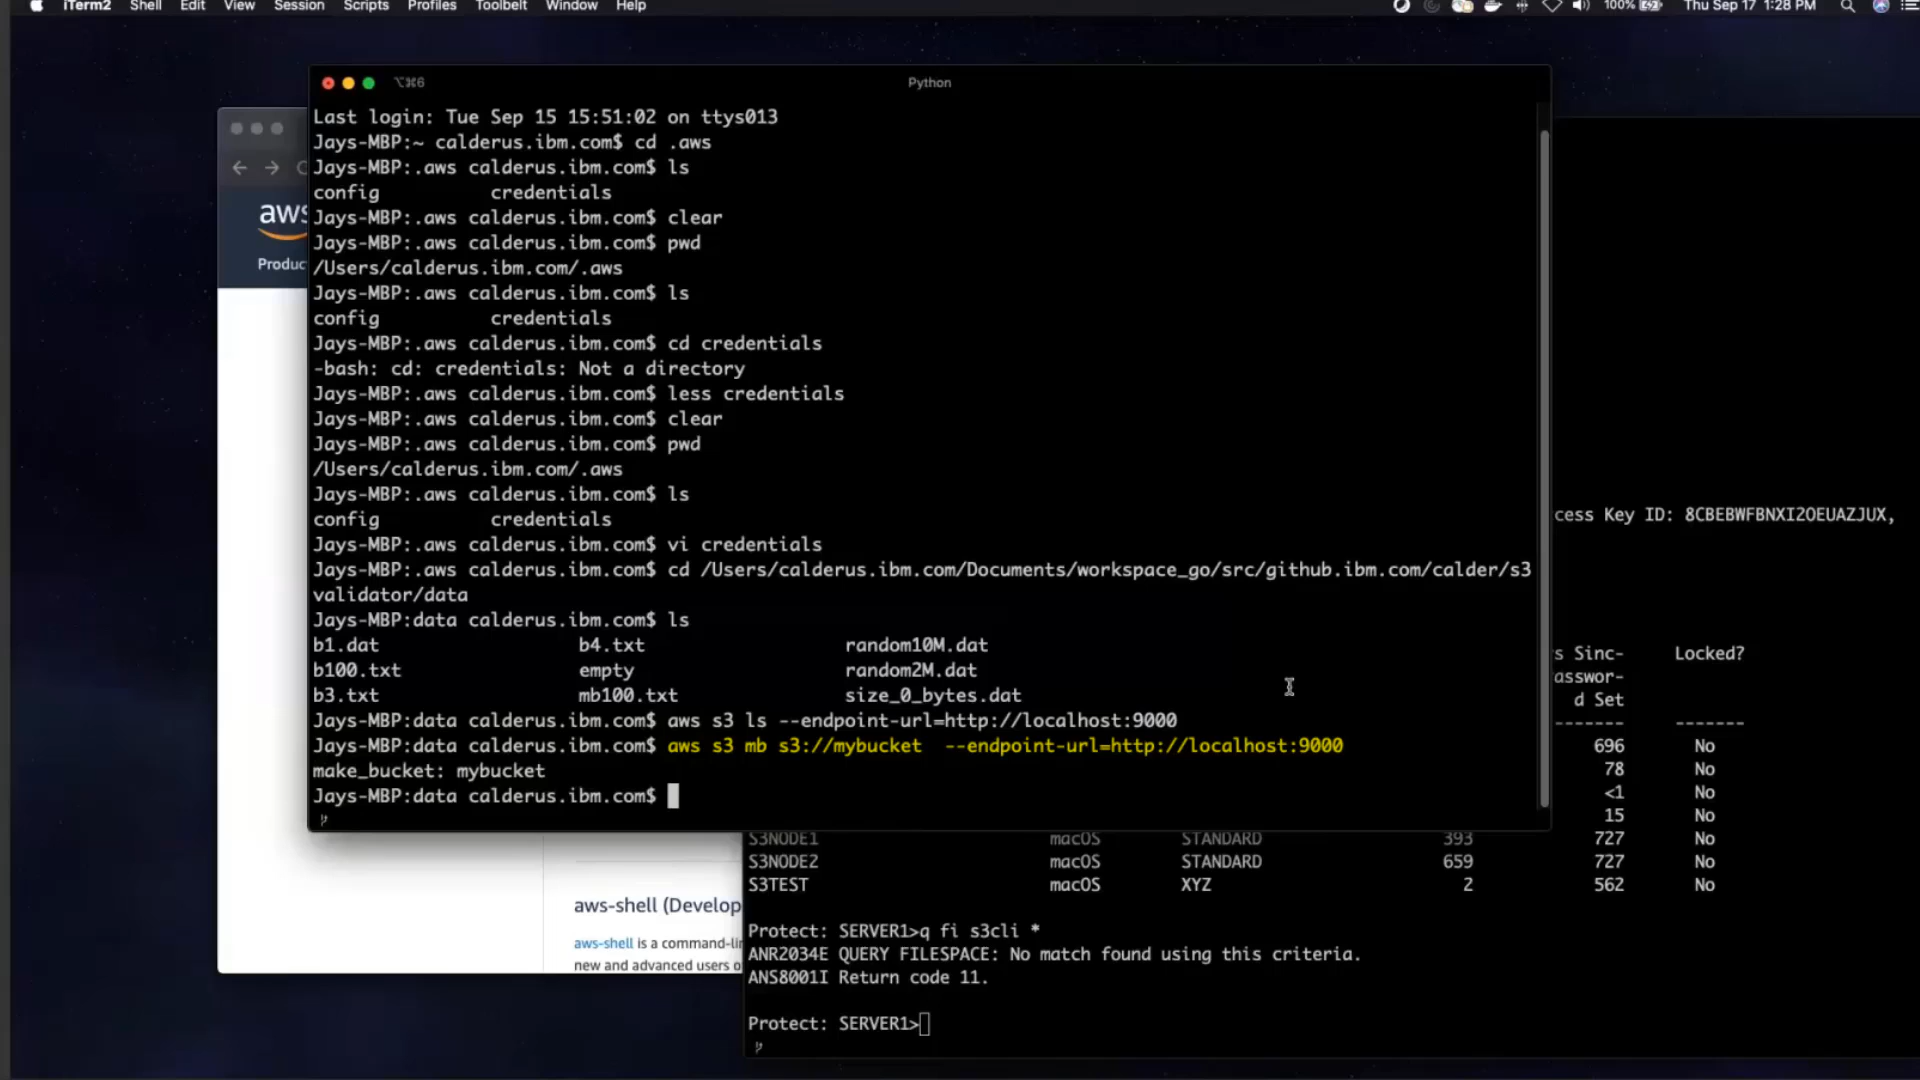 iTerm2 Shell Edit View Session Scripts Profiles Toolbelt Window Help 100% Thu Sep 17 1:28 PM
⌥⌘6 Python
Last login: Tue Sep 15 15:51:02 on ttys013
Jays-MBP:~ calderus.ibm.com$ cd .aws
Jays-MBP:.aws calderus.ibm.com$ ls
config credentials
Jays-MBP:.aws calderus.ibm.com$ clear
Jays-MBP:.aws calderus.ibm.com$ pwd
/Users/calderus.ibm.com/.aws
Jays-MBP:.aws calderus.ibm.com$ ls
config credentials
Jays-MBP:.aws calderus.ibm.com$ cd credentials
-bash: cd: credentials: Not a directory
Jays-MBP:.aws calderus.ibm.com$ less credentials
Jays-MBP:.aws calderus.ibm.com$ clear
Jays-MBP:.aws calderus.ibm.com$ pwd
/Users/calderus.ibm.com/.aws
Jays-MBP:.aws calderus.ibm.com$ ls
config credentials
Jays-MBP:.aws calderus.ibm.com$ vi credentials
Jays-MBP:.aws calderus.ibm.com$ cd /Users/calderus.ibm.com/Documents/workspace_go/src/github.ibm.com/calder/s3
validator/data
Jays-MBP:data calderus.ibm.com$ ls
b1.dat b4.txt random10M.dat
b100.txt empty random2M.dat
b3.txt mb100.txt size_0_bytes.dat
Jays-MBP:data calderus.ibm.com$ aws s3 ls --endpoint-url=http://localhost:9000
Jays-MBP:data calderus.ibm.com$ aws s3 mb s3://mybucket --endpoint-url=http://localhost:9000
make_bucket: mybucket
Jays-MBP:data calderus.ibm.com$
aws
Produc
cess Key ID: 8CBEBWFBNXI2OEUAZJUX,
s Sinc- Locked?
asswor-
d Set
------- -------
696 No
78 No
<1 No
15 No
S3NODE1 macOS STANDARD 393 727 No
S3NODE2 macOS STANDARD 659 727 No
S3TEST macOS XYZ 2 562 No
Protect: SERVER1>q fi s3cli *
ANR2034E QUERY FILESPACE: No match found using this criteria.
ANS8001I Return code 11.
Protect: SERVER1>
aws-shell (Develop
aws-shell is a command-li
new and advanced users o